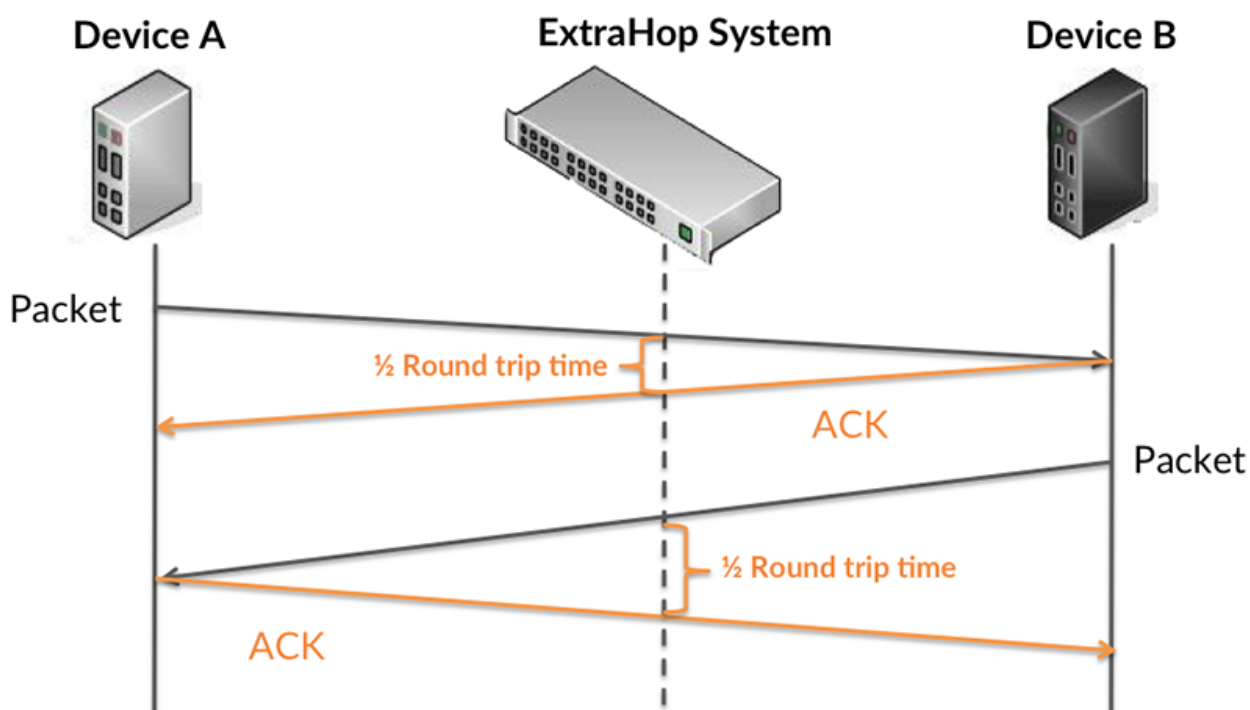 Device A
ExtraHop System
Device B
Packet
½ Round trip time
ACK
Packet
½ Round trip time
ACK